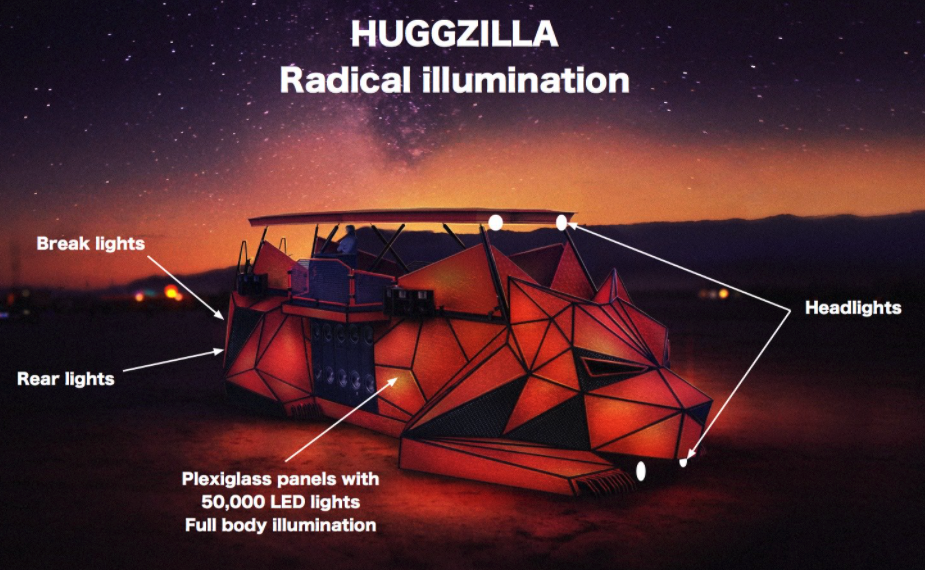 HUGGZILLA
Radical illumination
Break lights
Headlights
Rear lights
Plexiglass panels with
50,000 LED lights
Full body illumination